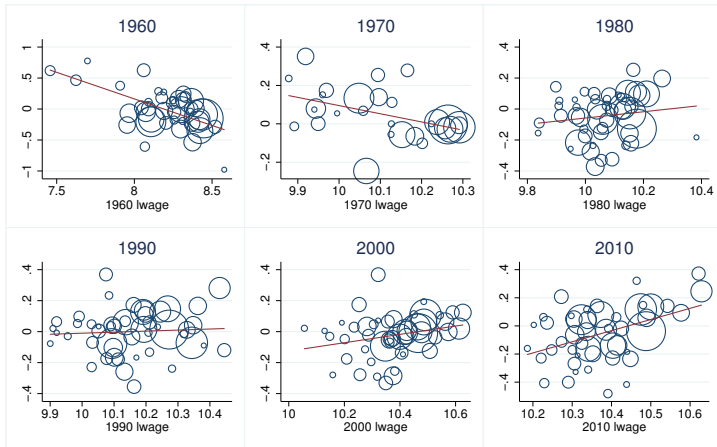 1960 1970 1980
1 .5 0 -.5 -1
7.5 8 8.5
1960 lwage
.4 .2 0 -.2
9.9 10 10.1 10.2 10.3
1970 lwage
.4 .2 0 -.2 -.4
9.8 10 10.2 10.4
1980 lwage
1990 2000 2010
.4 .2 0 -.2 -.4
9.9 10 10.1 10.2 10.3 10.4
1990 lwage
.4 .2 0 -.2 -.4
10 10.2 10.4 10.6
2000 lwage
.4 .2 0 -.2 -.4
10.2 10.3 10.4 10.5 10.6
2010 lwage